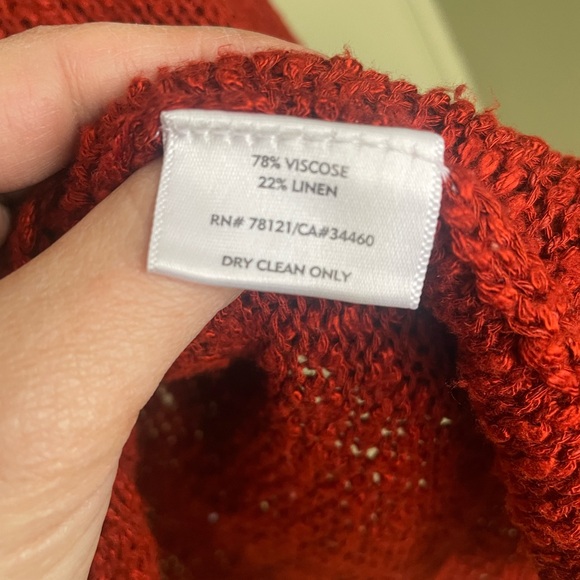 78% VISCOSE
22% LINEN
RN# 78121/CA#34460
DRY CLEAN ONLY